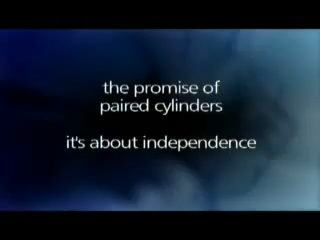 the promise of
paired cylinders
it's about independence